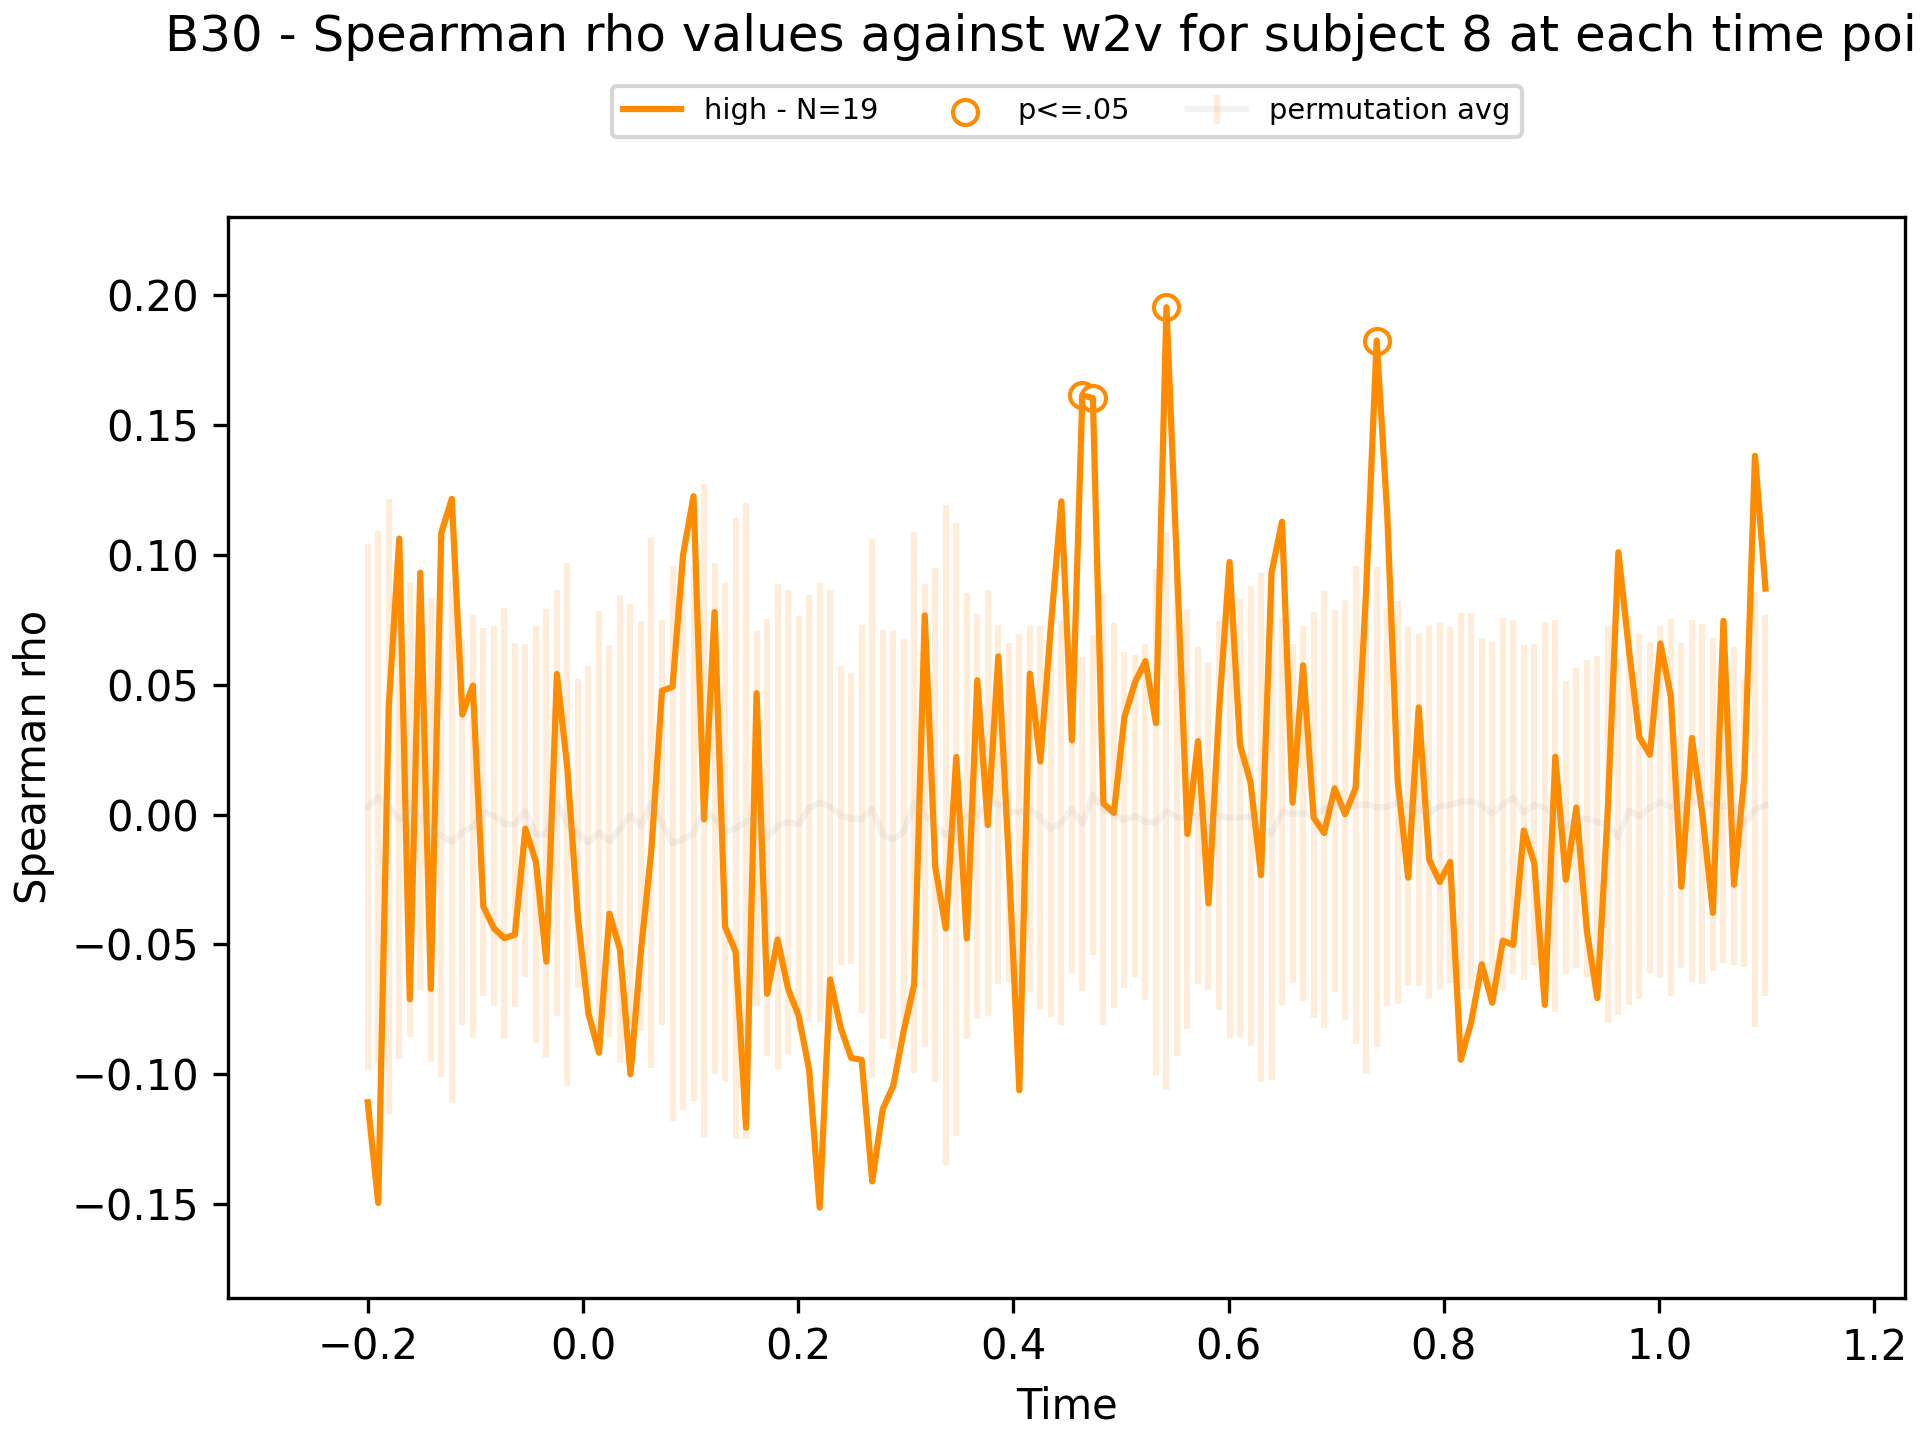 B30 - Spearman rho values against w2v for subject 8 at each time poi
high - N=19
p<=.05
permutation avg
Spearman rho
0.20
0.15
0.10
0.05
0.00
−0.05
−0.10
−0.15
−0.2
0.0
0.2
0.4
0.6
0.8
1.0
1.2
Time